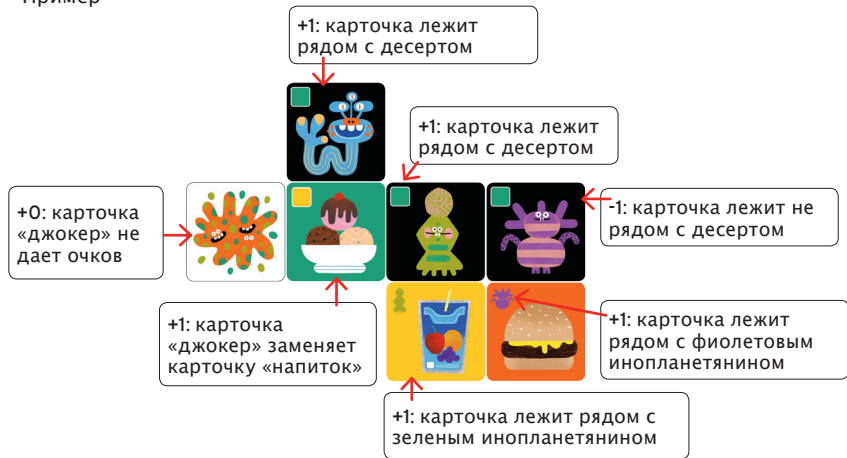 Пример
+1: карточка лежит
рядом с десертом
+1: карточка лежит
рядом с десертом
+0: карточка
«джокер» не
дает очков
-1: карточка лежит не
рядом с десертом
+1: карточка
«джокер» заменяет
карточку «напиток»
+1: карточка лежит
рядом с фиолетовым
инопланетянином
+1: карточка лежит рядом с
зеленым инопланетянином